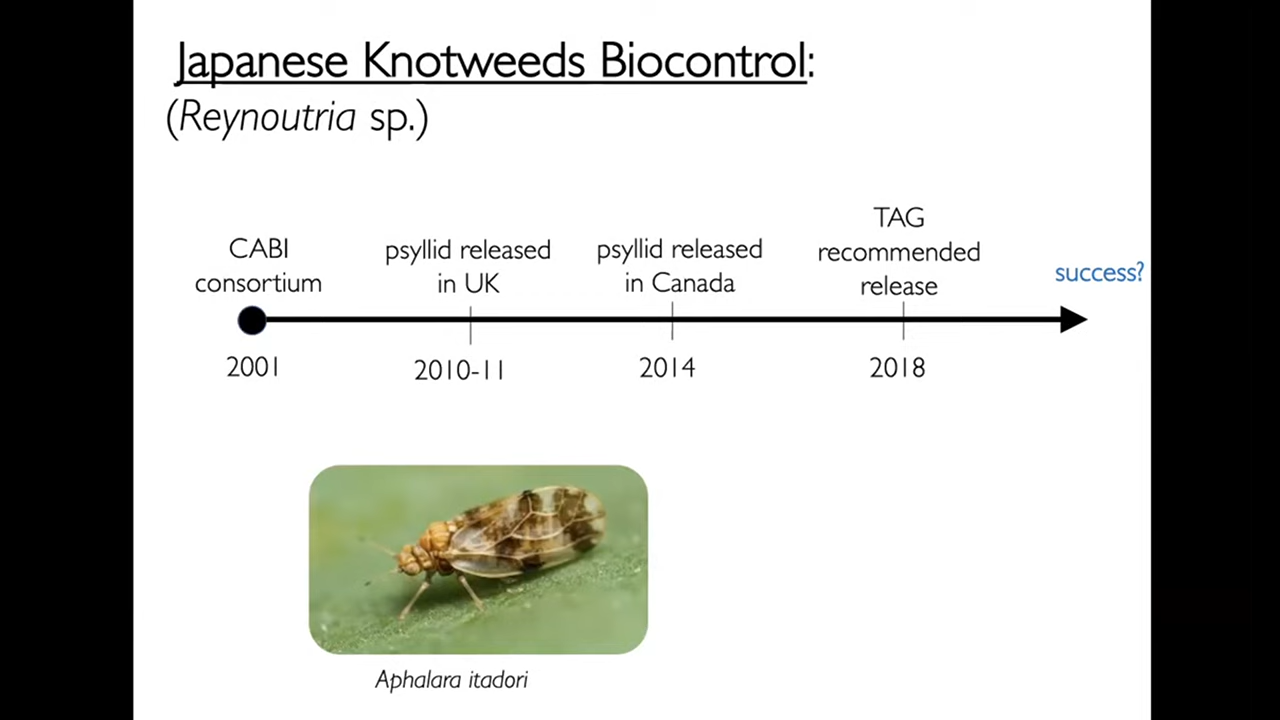 Japanese Knotweeds Biocontrol:
(Reynoutria sp.)
CABI
consortium
psyllid released
in UK
psyllid released
in Canada
TAG
recommended
release
success?
2001
2010-11
2014
2018
Aphalara itadori